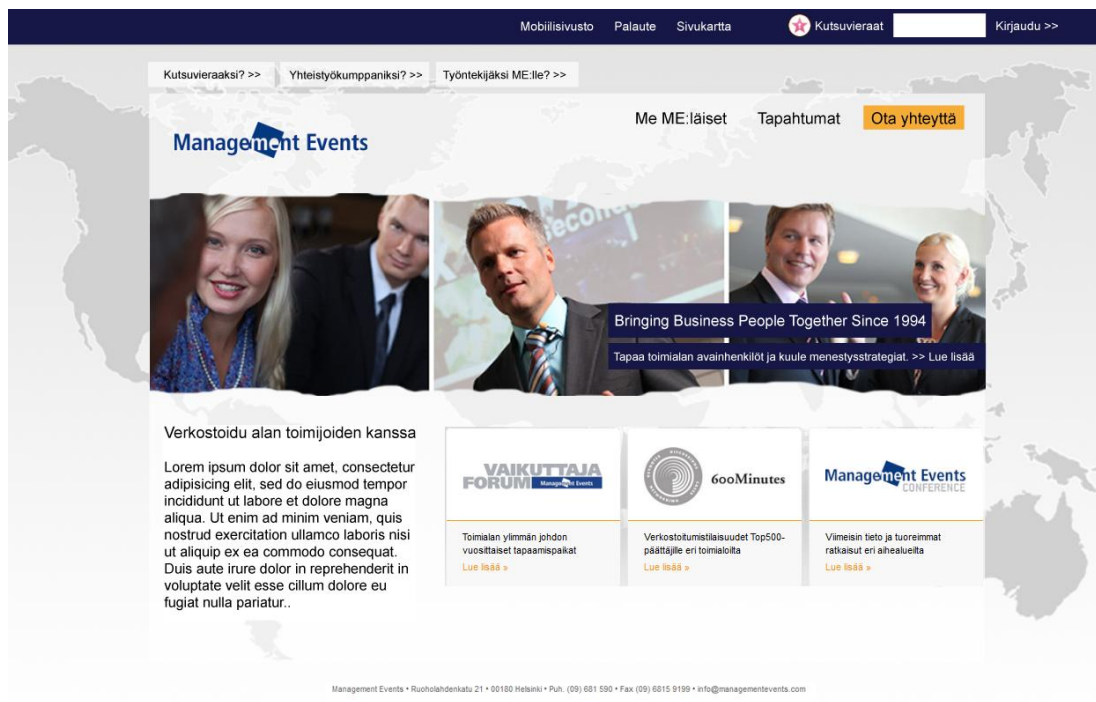 Mobiilisivusto Palaute Sivukartta Kutsuvieraat Kirjaudu >>
Kutsuvieraaksi? >> Yhteistyökumppaniksi? >> Työntekijäksi ME:lle? >>
Me ME:läiset Tapahtumat Ota yhteyttä
Management Events
Second
Bringing Business People Together Since 1994
Tapaa toimialan avainhenkilöt ja kuule menestysstrategiat. >> Lue lisää
Verkostoidu alan toimijoiden kanssa
Lorem ipsum dolor sit amet, consectetur
adipisicing elit, sed do eiusmod tempor
incididunt ut labore et dolore magna
aliqua. Ut enim ad minim veniam, quis
nostrud exercitation ullamco laboris nisi
ut aliquip ex ea commodo consequat.
Duis aute irure dolor in reprehenderit in
voluptate velit esse cillum dolore eu
fugiat nulla pariatur..
VAIKUTTAJA
FORUM Management Events
Toimialan ylimmän johdon
vuosittaiset tapaamispaikat
Lue lisää »
600Minutes
Verkostoitumistilaisuudet Top500-
päättäjille eri toimialoilta
Lue lisää »
Management Events
CONFERENCE
Viimeisin tieto ja tuoreimmat
ratkaisut eri aihealueilta
Lue lisää »
Management Events • Ruoholahdenkatu 21 • 00180 Helsinki • Puh. (09) 681 590 • Fax (09) 6815 9199 • info@managementevents.com